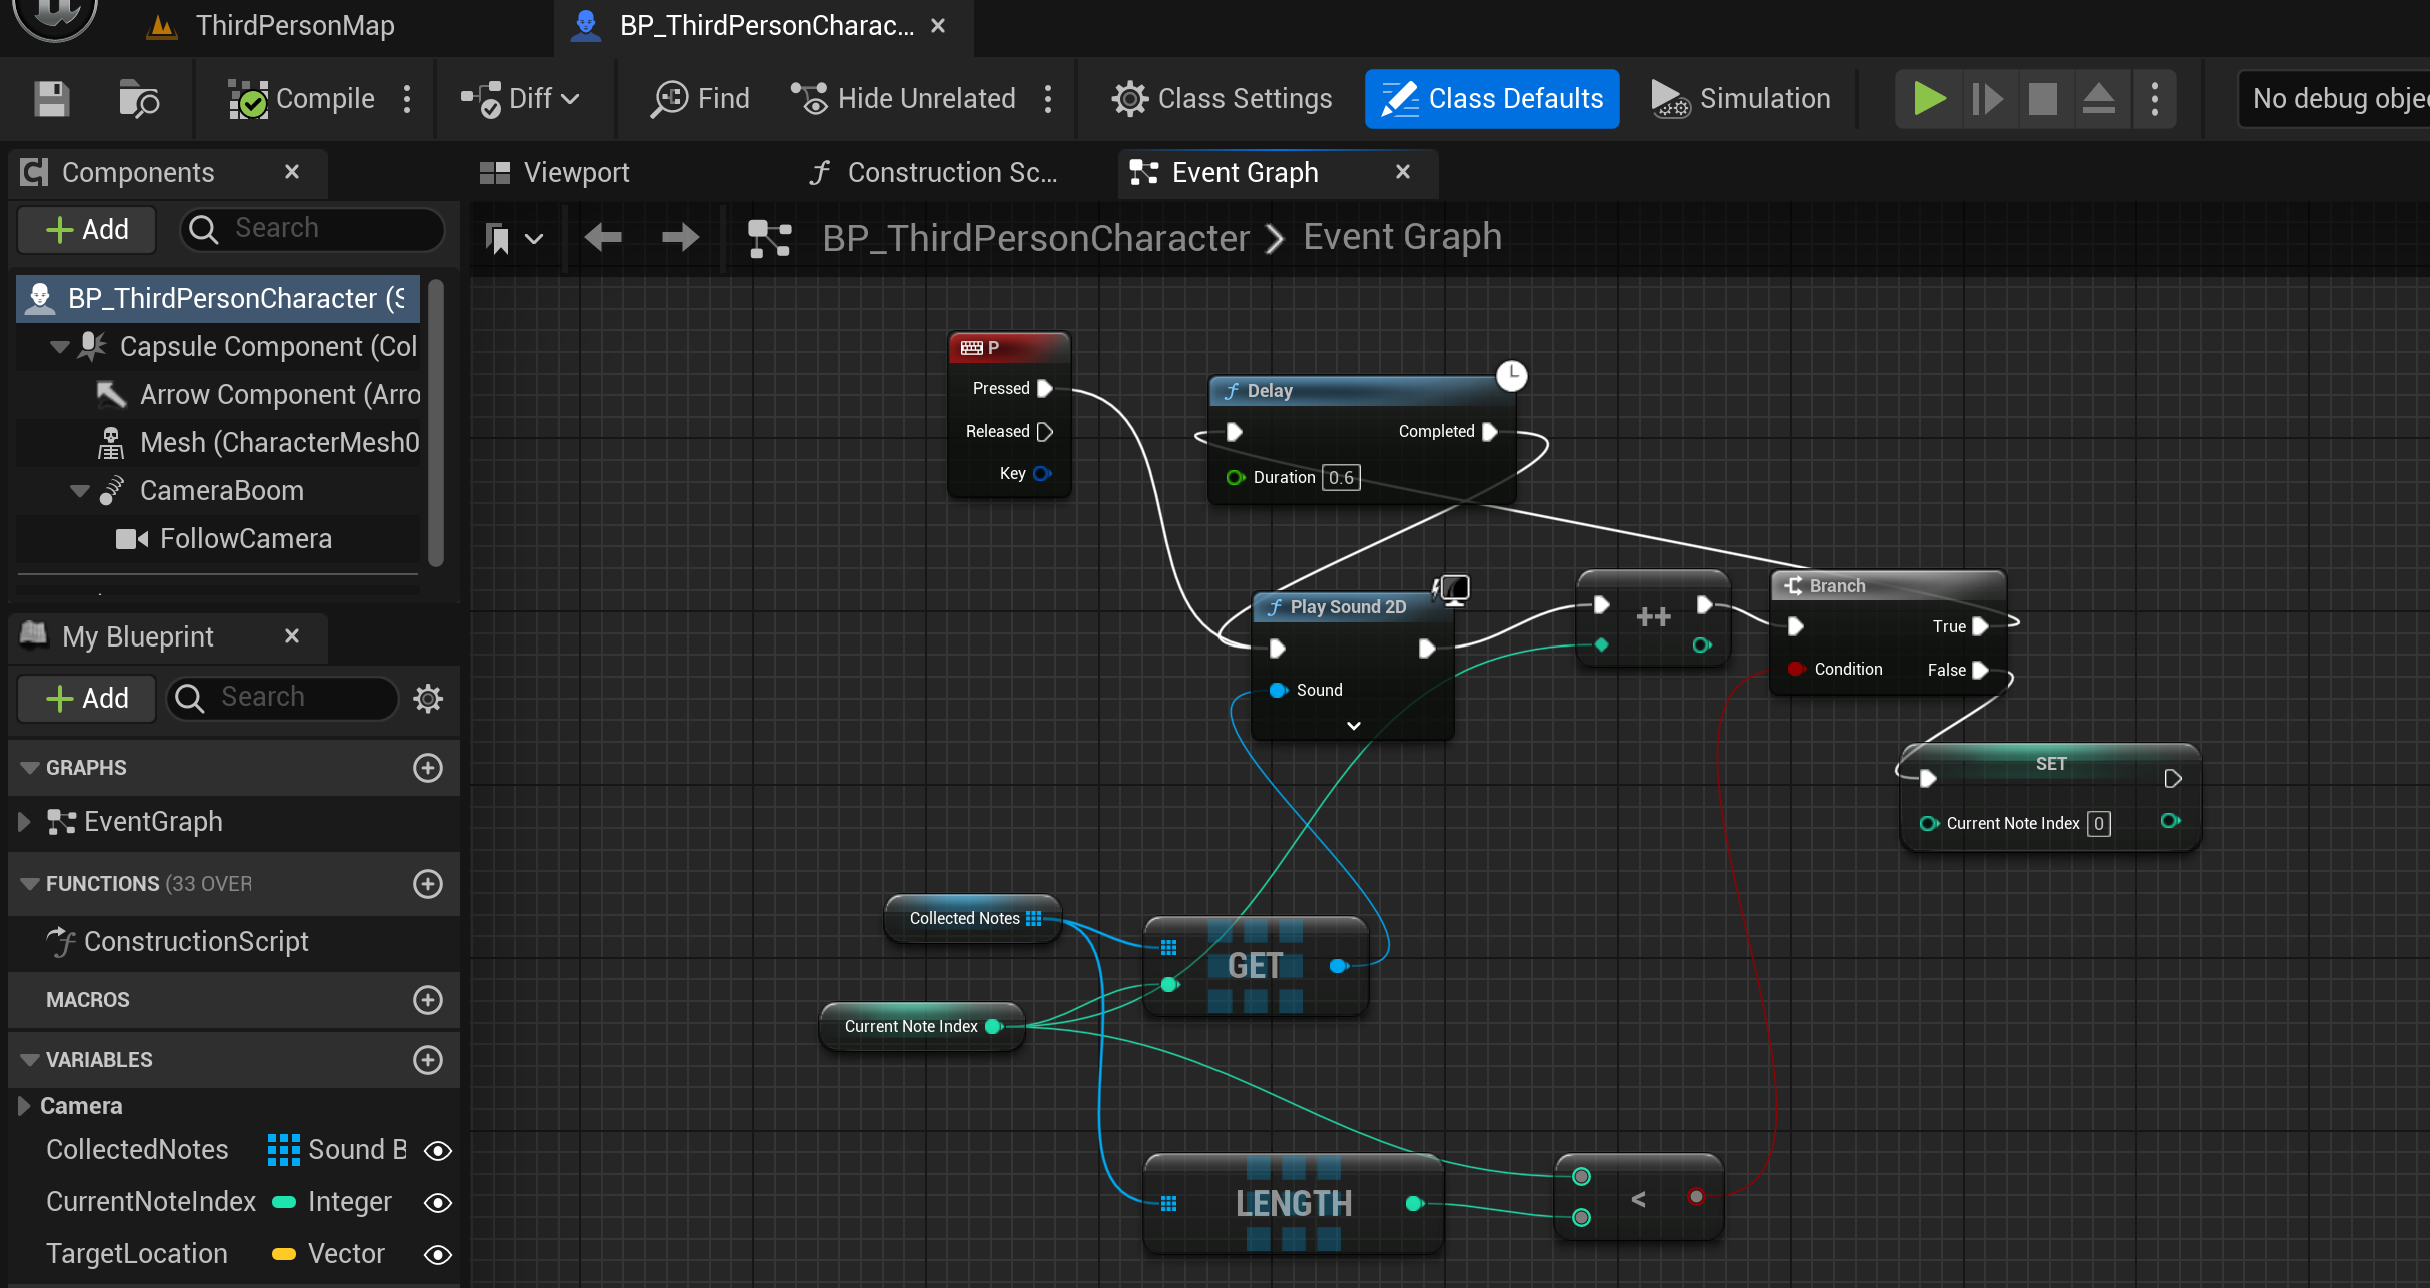 ThirdPersonMap
BP_ThirdPersonCharac...
Compile
Diff
Find
Hide Unrelated
Class Settings
Class Defaults
Simulation
No debug objec
Components
Viewport
Construction Sc...
Event Graph
Add
Search
BP_ThirdPersonCharacter > Event Graph
BP_ThirdPersonCharacter (S
Capsule Component (Col
Arrow Component (Arro
Mesh (CharacterMesh0
CameraBoom
FollowCamera
My Blueprint
Add
Search
GRAPHS
EventGraph
FUNCTIONS (33 OVER
ConstructionScript
MACROS
VARIABLES
Camera
CollectedNotes
Sound B
CurrentNoteIndex
Integer
TargetLocation
Vector
P
Pressed
Released
Key
Delay
Completed
Duration 0.6
Play Sound 2D
Sound
++
Branch
True
Condition
False
SET
Current Note Index 0
Collected Notes
GET
Current Note Index
LENGTH
<